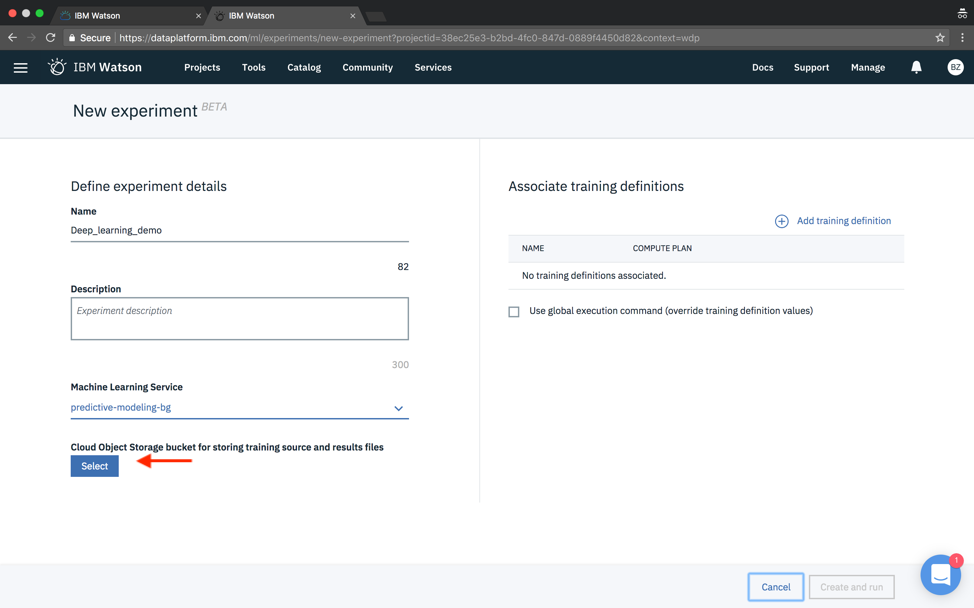 IBM Watson
IBM Watson
Secure https://dataplatform.ibm.com/ml/experiments/new-experiment?projectid=38ec25e3-b2bd-4fc0-847d-0889f4450d82&context=wdp
IBM Watson Projects Tools Catalog Community Services Docs Support Manage BZ
New experiment BETA
Define experiment details
Name
Deep_learning_demo
82
Description
Experiment description
300
Machine Learning Service
predictive-modeling-bg
Cloud Object Storage bucket for storing training source and results files
Select
Associate training definitions
Add training definition
NAME COMPUTE PLAN
No training definitions associated.
Use global execution command (override training definition values)
1
Cancel Create and run